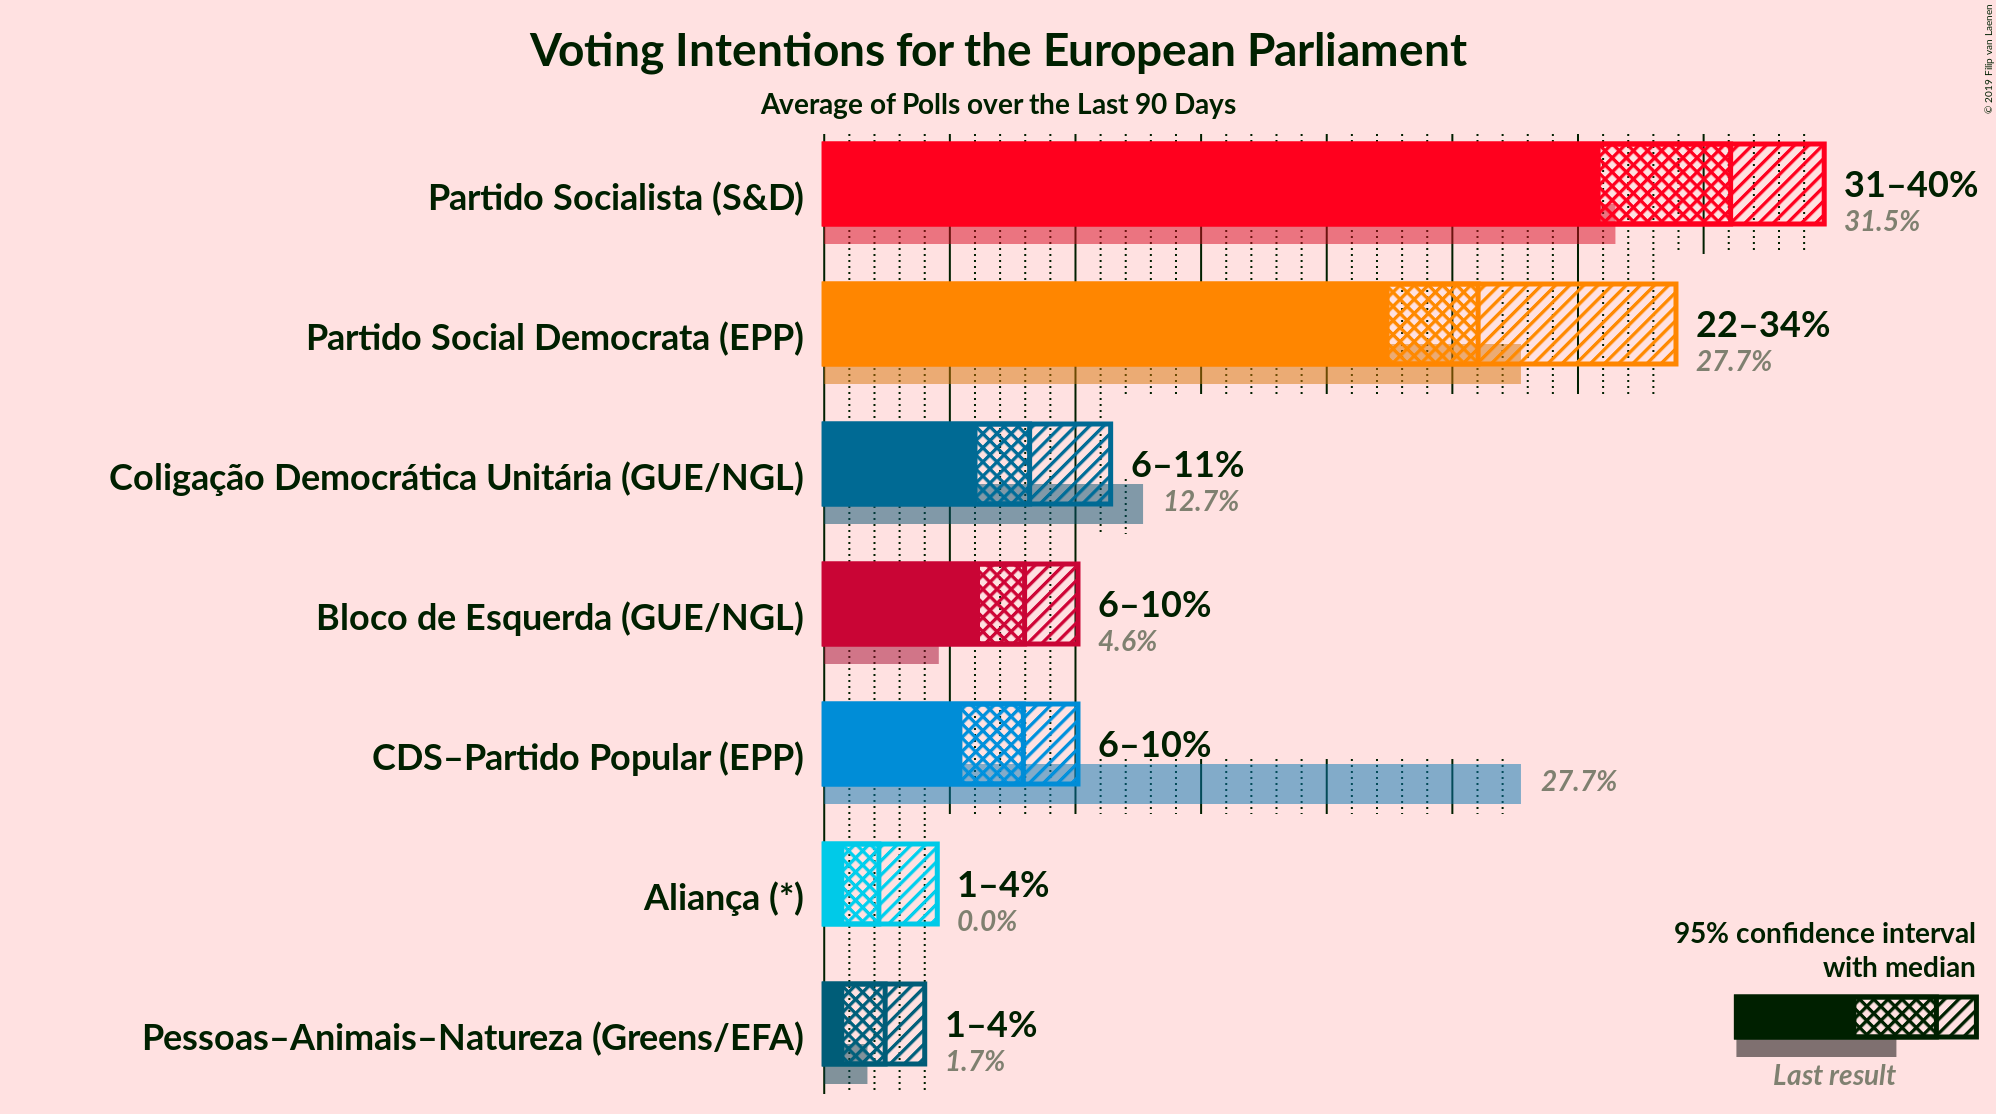 Voting Intentions for the European Parliament
Average of Polls over the Last 90 Days
© 2019 Filip van Laenen
Partido Socialista (S&D)
31–40%
31.5%
Partido Social Democrata (EPP)
22–34%
27.7%
Coligação Democrática Unitária (GUE/NGL)
6–11%
12.7%
Bloco de Esquerda (GUE/NGL)
6–10%
4.6%
CDS–Partido Popular (EPP)
6–10%
27.7%
Aliança (*)
1–4%
0.0%
Pessoas–Animais–Natureza (Greens/EFA)
1–4%
1.7%
95% confidence interval
with median
Last result